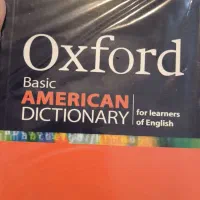 Oxford
Basic
AMERICAN
DICTIONARY
for learners
of English